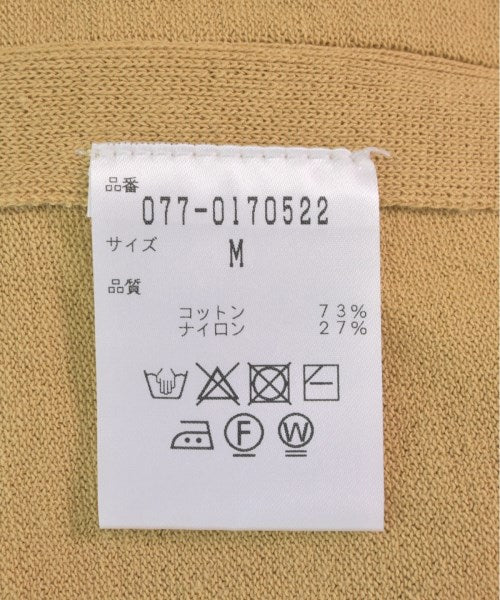 品番
077-0170522
サイズ
M
品質
コットン 73%
ナイロン 27%
F W